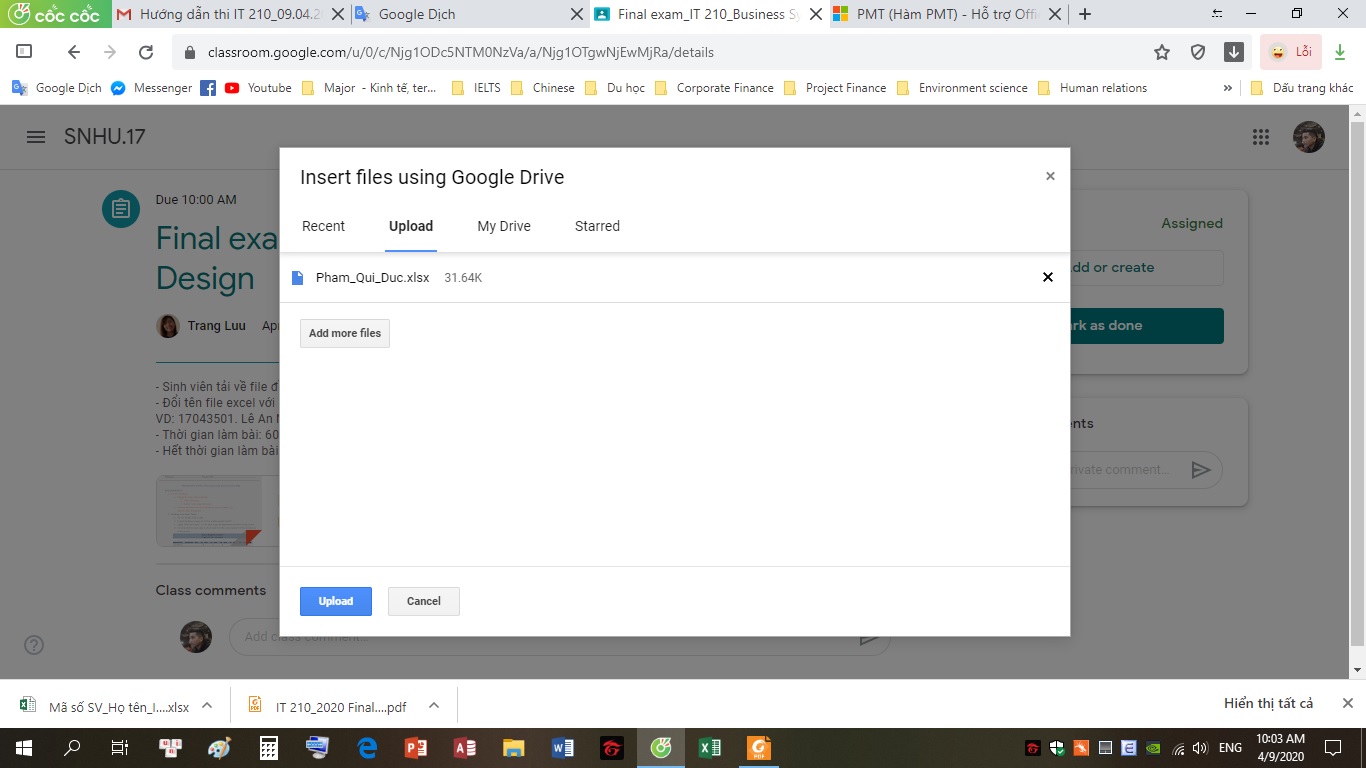 cốc cốc
Hướng dẫn thi IT 210_09.04.2
Google Dịch
Final exam_IT 210_Business Sy
PMT (Hàm PMT) - Hỗ trợ Offi
classroom.google.com/u/0/c/Njg1ODc5NTM0NzVa/a/Njg1OTgwNjEwMjRa/details
Lỗi
Google Dịch
Messenger
Youtube
Major - Kinh tế, ter...
IELTS
Chinese
Du học
Corporate Finance
Project Finance
Environment science
Human relations
»
Dấu trang khác
SNHU.17
Insert files using Google Drive
Recent
Upload
My Drive
Starred
Pham_Qui_Duc.xlsx 31.64K
Add more files
Upload
Cancel
Due 10:00 AM
Final exa
Design
Trang Luu Apr
- Sinh viên tải về file đ
- Đổi tên file excel với
VD: 17043501. Lê An N
- Thời gian làm bài: 60
- Hết thời gian làm bài
Class comments
Add class comment...
Assigned
dd or create
rk as done
ents
rivate comment...
Mã số SV_Họ tên_I....xlsx
IT 210_2020 Final....pdf
Hiển thị tất cả
ENG
10:03 AM
4/9/2020